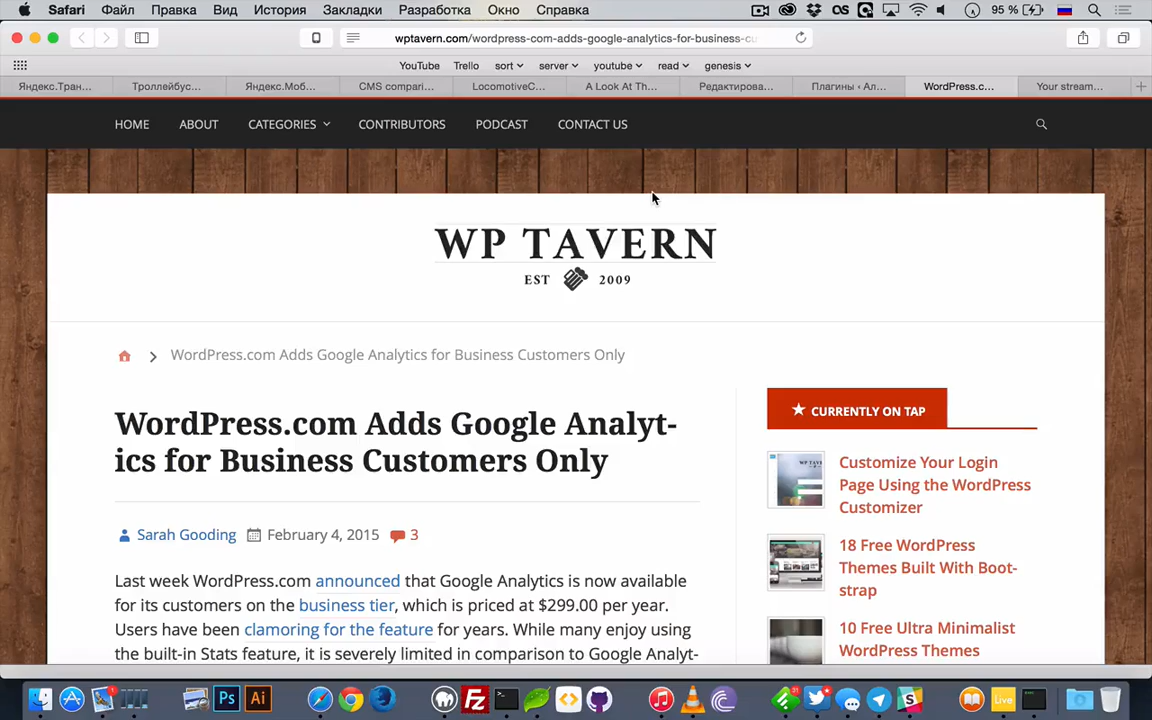 Safari Файл Правка Вид История Закладки Разработка Окно Справка 95 %
wptavern.com/wordpress-com-adds-google-analytics-for-business-cu
YouTube Trello sort server youtube read genesis
Яндекс.Тран... Троллейбус... Яндекс.Моб... CMS compari... LocomotiveC... A Look At Th... Редактирова... Плагины ‹ Ал... WordPress.c... Your stream...
HOME ABOUT CATEGORIES CONTRIBUTORS PODCAST CONTACT US
WP TAVERN
EST 2009
WordPress.com Adds Google Analytics for Business Customers Only
WordPress.com Adds Google Analyt-
ics for Business Customers Only
Sarah Gooding February 4, 2015 3
Last week WordPress.com announced that Google Analytics is now available
for its customers on the business tier, which is priced at $299.00 per year.
Users have been clamoring for the feature for years. While many enjoy using
the built-in Stats feature, it is severely limited in comparison to Google Analyt-
★ CURRENTLY ON TAP
Customize Your Login
Page Using the WordPress
Customizer
18 Free WordPress
Themes Built With Boot-
strap
10 Free Ultra Minimalist
WordPress Themes
Ps Ai Fz Live